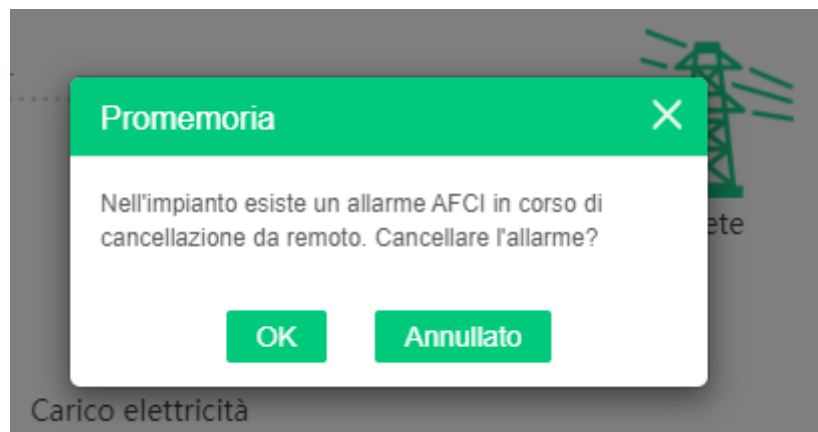 Promemoria
Nell'impianto esiste un allarme AFCI in corso di
cancellazione da remoto. Cancellare l'allarme?
ete
OK
Annullato
Carico elettricità